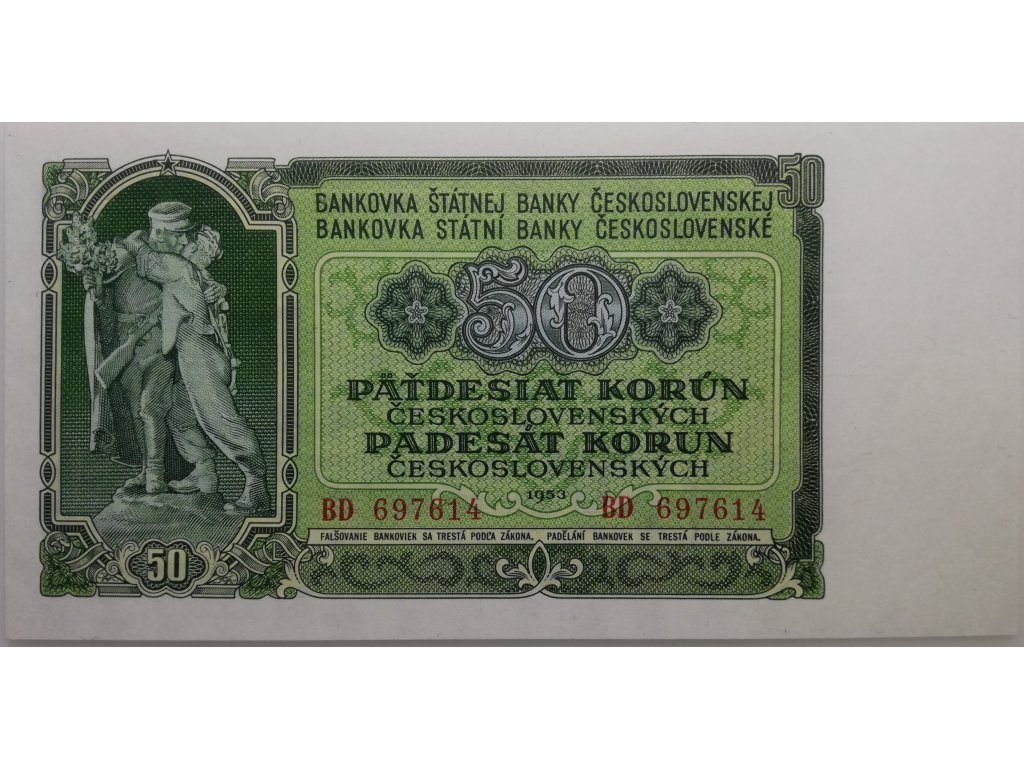 50
BANKOVKA ŠTÁTNEJ BANKY ČESKOSLOVENSKEJ
BANKOVKA STÁTNÍ BANKY ČESKOSLOVENSKÉ
50
PÄŤDESIAT KORÚN
ČESKOSLOVENSKÝCH
PADESÁT KORUN
ČESKOSLOVENSKÝCH
1953
BD 697614 BD 697614
FALŠOVANIE BANKOVIEK SA TRESTÁ PODĽA ZÁKONA. PADĚLÁNÍ BANKOVEK SE TRESTÁ PODLE ZÁKONA.
50